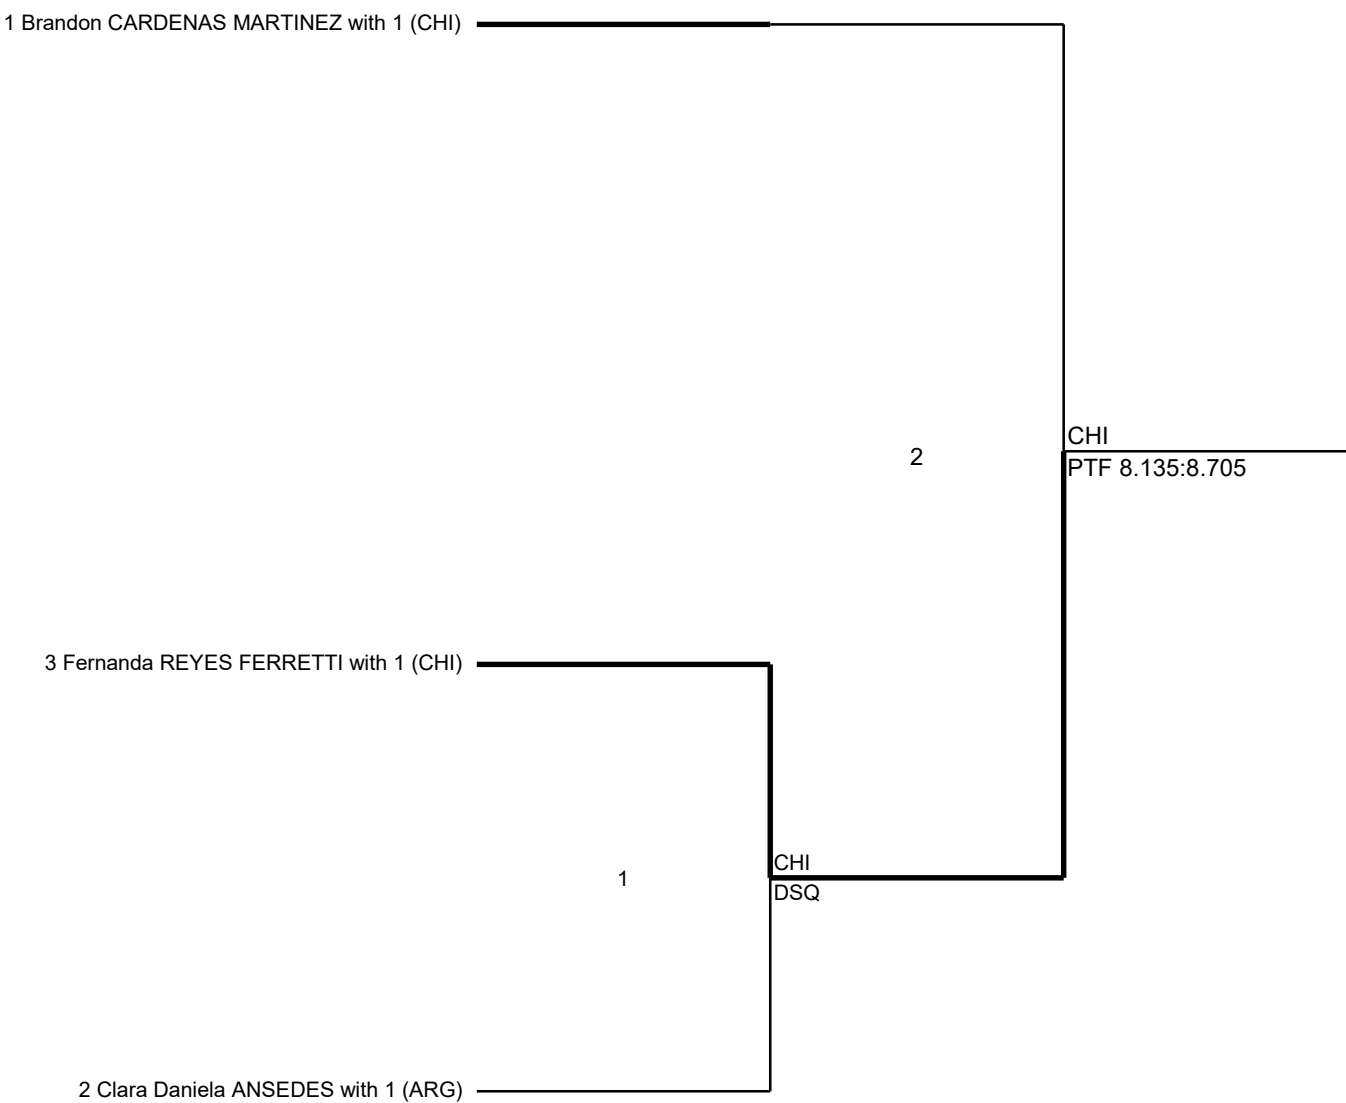 1 Brandon CARDENAS MARTINEZ with 1 (CHI)
CHI
2
PTF 8.135:8.705
3 Fernanda REYES FERRETTI with 1 (CHI)
CHI
1
DSQ
2 Clara Daniela ANSEDES with 1 (ARG)